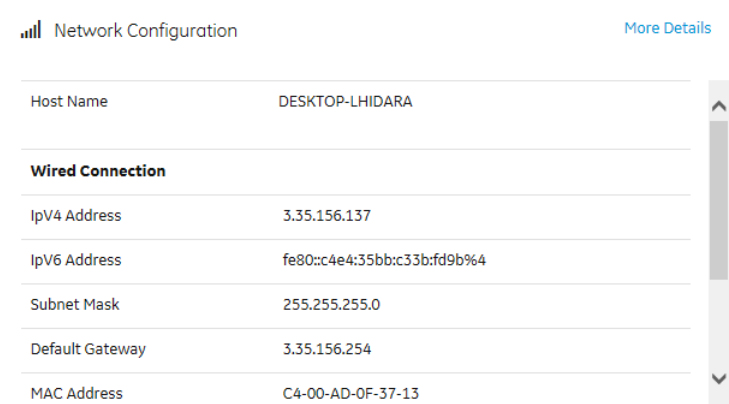 Network Configuration More Details
Host Name DESKTOP-LHIDARA
Wired Connection
IpV4 Address 3.35.156.137
IpV6 Address fe80::c4e4:35bb:c33b:fd9b%4
Subnet Mask 255.255.255.0
Default Gateway 3.35.156.254
MAC Address C4-00-AD-0F-37-13